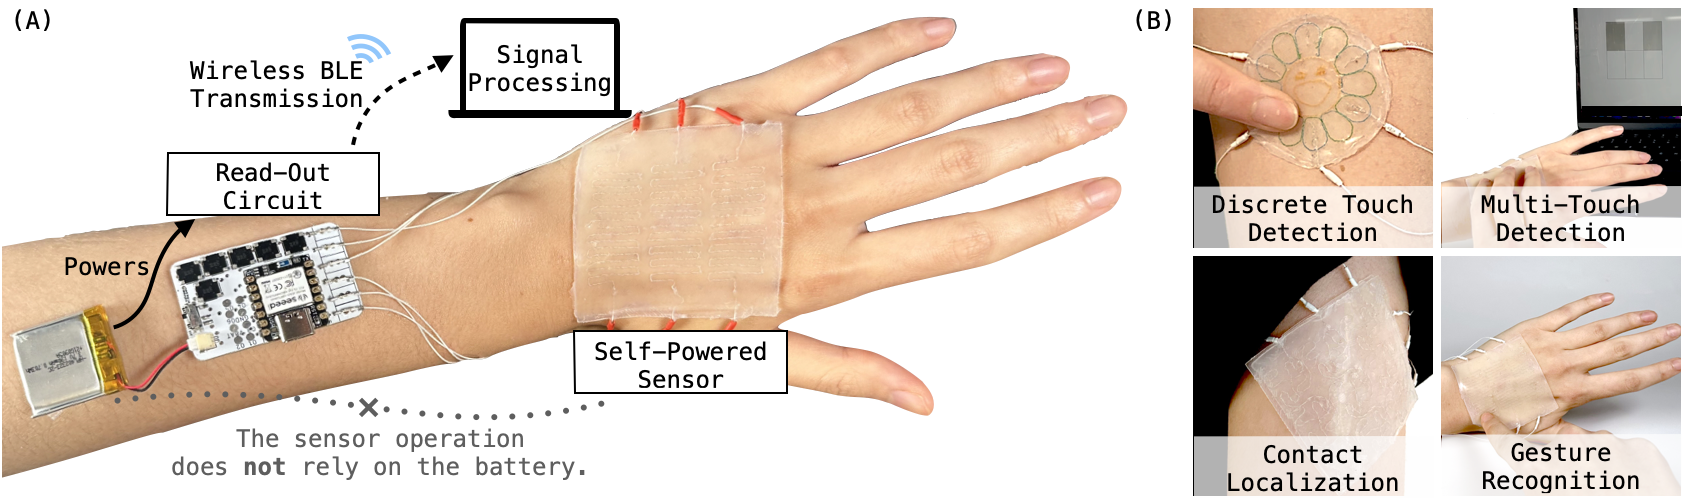 (A)
Wireless BLE
Transmission
Signal
Processing
Read-Out
Circuit
Powers
seeed
Self-Powered
Sensor
The sensor operation
does not rely on the battery.
(B)
Discrete Touch
Detection
Multi-Touch
Detection
Contact
Localization
Gesture
Recognition